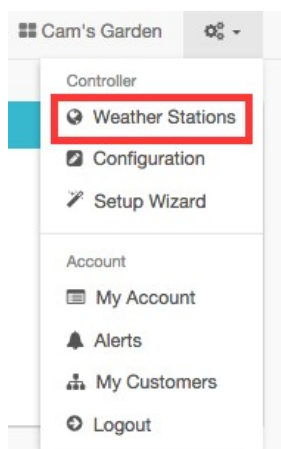 Cam's Garden
Controller
Weather Stations
Configuration
Setup Wizard
Account
My Account
Alerts
My Customers
Logout